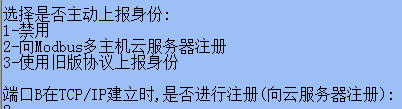 选择是否主动上报身份:
1-禁用
2-向Modbus多主机云服务器注册
3-使用旧版协议上报身份
端口B在TCP/IP建立时,是否进行注册(向云服务器注册):